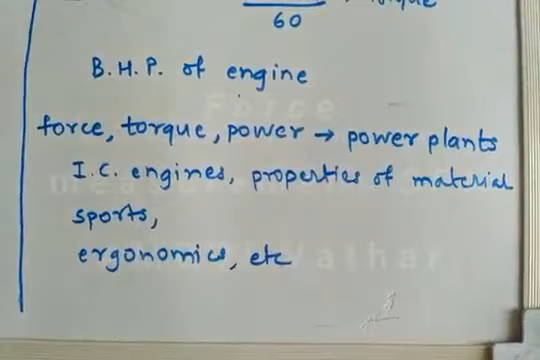 60
B.H.P. of engine
force, torque, power → power plants
I.C. engines, properties of material
sports,
ergonomics, etc